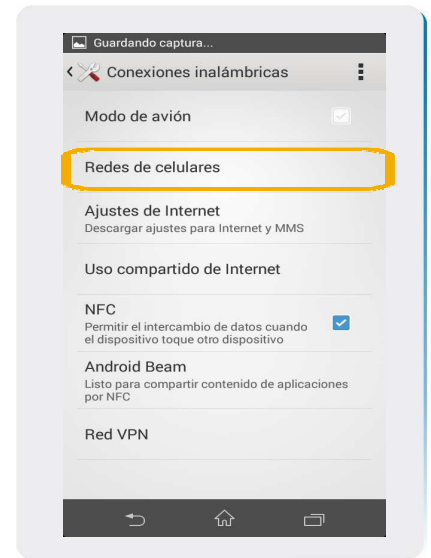 Guardando captura...
Conexiones inalámbricas
Modo de avión
Redes de celulares
Ajustes de Internet
Descargar ajustes para Internet y MMS
Uso compartido de Internet
NFC
Permitir el intercambio de datos cuando
el dispositivo toque otro dispositivo
Android Beam
Listo para compartir contenido de aplicaciones
por NFC
Red VPN